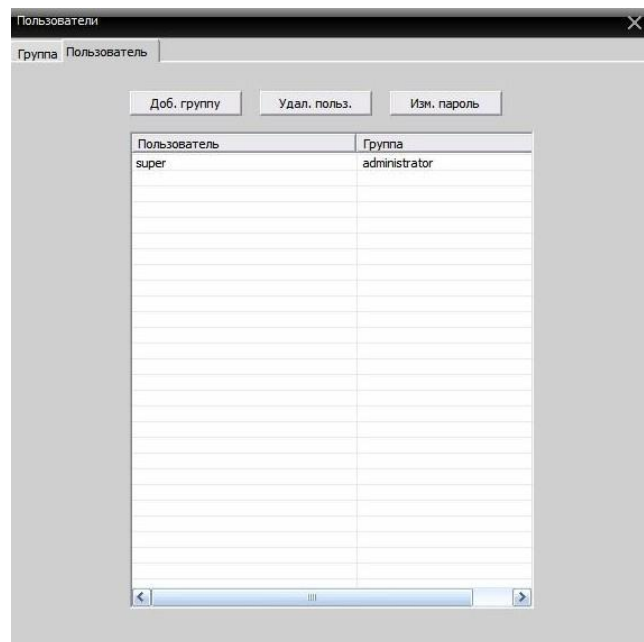 Пользователи
Группа Пользователь
Доб. группу Удал. польз. Изм. пароль
Пользователь Группа
super administrator